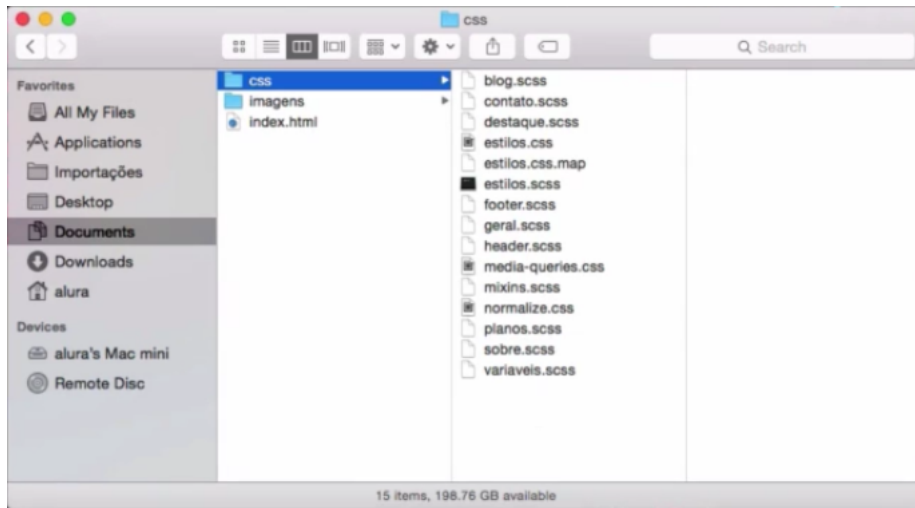 css
Search
Favorites
All My Files
Applications
Importações
Desktop
Documents
Downloads
alura
Devices
alura's Mac mini
Remote Disc
css
imagens
index.html
blog.scss
contato.scss
destaque.scss
estilos.css
estilos.css.map
estilos.scss
footer.scss
geral.scss
header.scss
media-queries.css
mixins.scss
normalize.css
planos.scss
sobre.scss
variaveis.scss
15 items, 198.76 GB available